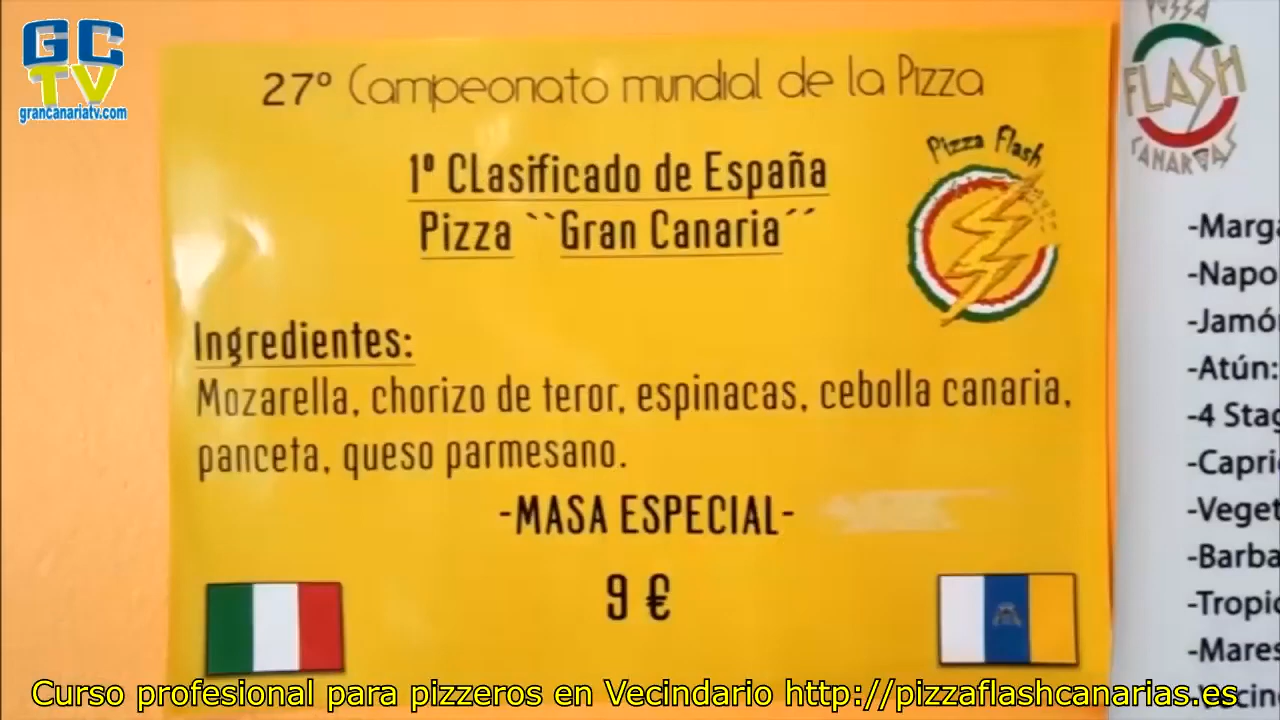 GC
TV
grancanariatv.com
27º Campeonato mundial de la Pizza
1º CLasificado de España
Pizza ``Gran Canaria´´
Pizza Flash
Ingredientes:
Mozarella, chorizo de teror, espinacas, cebolla canaria,
panceta, queso parmesano.
-MASA ESPECIAL-
9 €
FLASH
CANARIAS
-Marga
-Napo
-Jamó
-Atún:
-4 Stag
-Capri
-Veget
-Barba
-Tropic
-Mares
Curso profesional para pizzeros en Vecindario http://pizzaflashcanarias.es